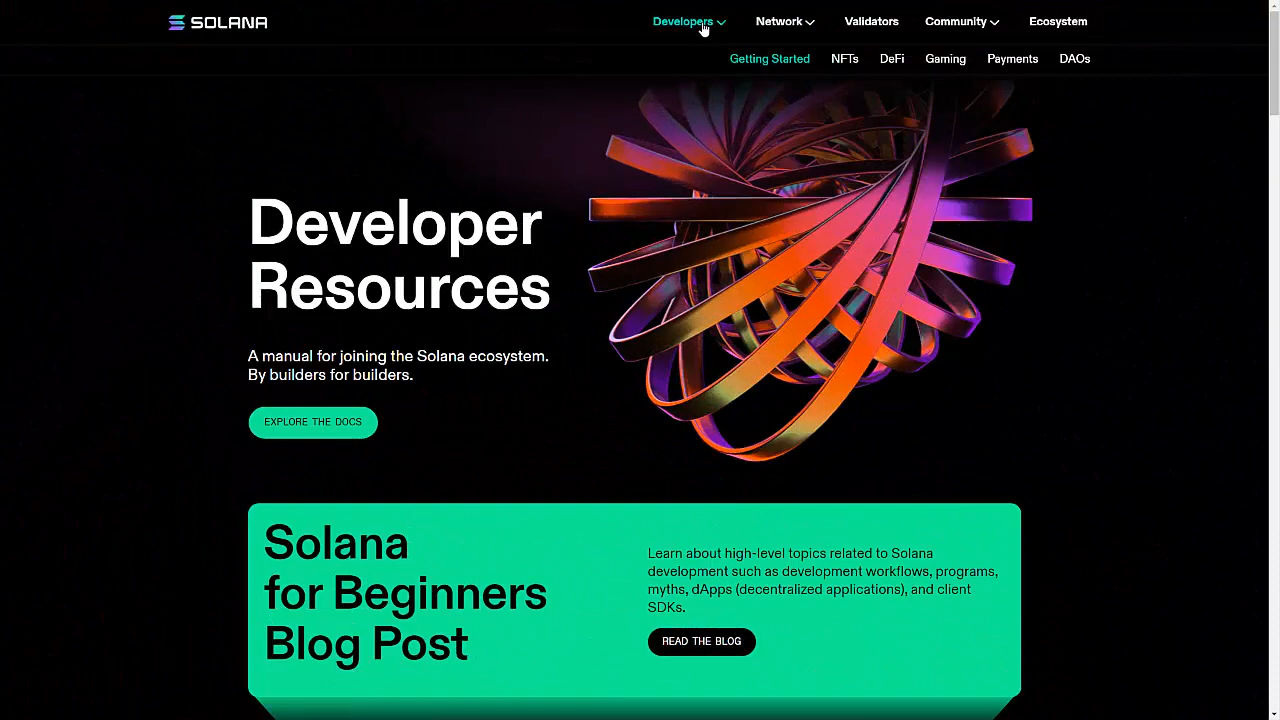 SOLANA
Developers Network Validators Community Ecosystem
Getting Started NFTs DeFi Gaming Payments DAOs
Developer
Resources
A manual for joining the Solana ecosystem.
By builders for builders.
EXPLORE THE DOCS
Solana
for Beginners
Blog Post
Learn about high-level topics related to Solana
development such as development workflows, programs,
myths, dApps (decentralized applications), and client
SDKs.
READ THE BLOG